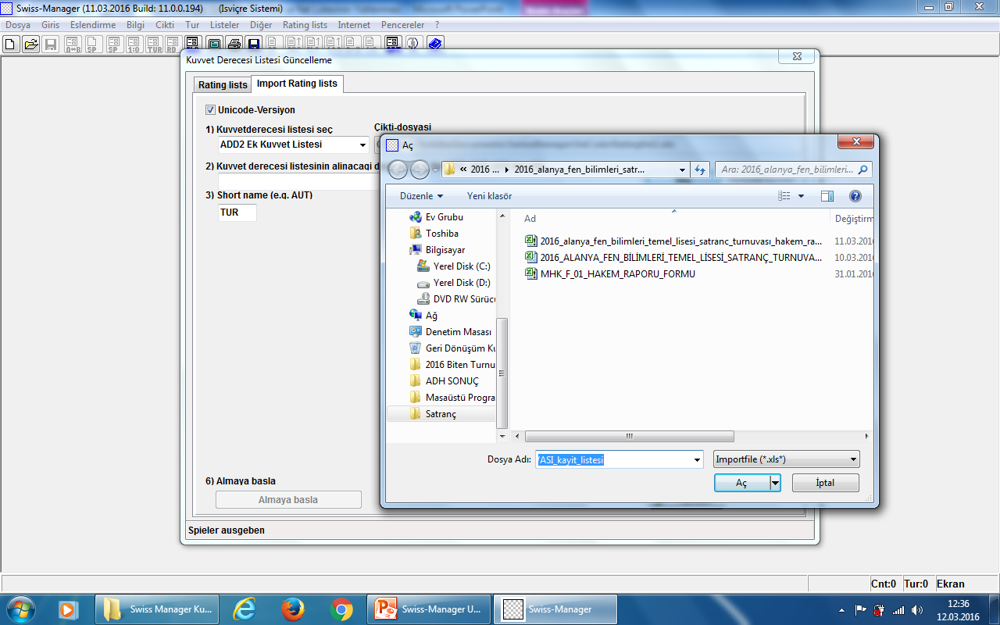 Swiss-Manager (11.03.2016 Build: 11.0.0.194) (Isviçre Sistemi)
Dosya Giris Eslendirme Bilgi Cikti Tur Listeler Diğer Rating lists Internet Pencereler ?
Kuvvet Derecesi Listesi Güncelleme
Rating lists Import Rating lists
Unicode-Versiyon
1) Kuvvetderecesi listesi seç Çikti-dosyasi
ADD2 Ek Kuvvet Listesi
2) Kuvvet derecesi listesinin alinacaqi d
3) Short name (e.q. AUT)
TUR
6) Almaya basla
Almaya basla
Spieler ausgeben
Aç
« 2016 ... 2016_alanya_fen_bilimleri_satr...
Ara: 2016_alanya_fen_bilimleri...
Düzenle Yeni klasör
Ev Grubu
Toshiba
Bilgisayar
Yerel Disk (C:)
Yerel Disk (D:)
DVD RW Sürücü
Ağ
Denetim Masası
Geri Dönüşüm Ku
2016 Biten Turnu
ADH SONUÇ
Masaüstü Progra
Satranç
Ad Değiştirm
2016_alanya_fen_bilimleri_temel_lisesi_satranc_turnuvası_hakem_ra... 11.03.2016
2016_ALANYA_FEN_BİLİMLERİ_TEMEL_LİSESİ_SATRANÇ_TURNUVA... 10.03.2016
MHK_F_01_HAKEM_RAPORU_FORMU 31.01.2016
Dosya Adı: ASI_kayit_listesi Importfile (*.xls*)
Aç İptal
Cnt:0 Tur:0 Ekran
Swiss Manager Ku... Swiss-Manager U... Swiss-Manager
12:36
12.03.2016